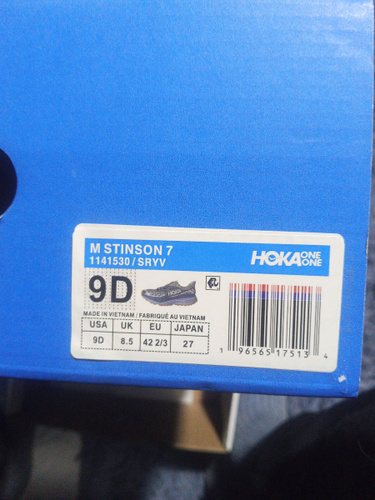 M STINSON 7
1141530/SRYV
HOKA ONE ONE
9D
MADE IN VIETNAM / FABRIQUÉ AU VIETNAM
USA UK EU JAPAN
9D 8.5 42 2/3 27
1 96565 17513 4